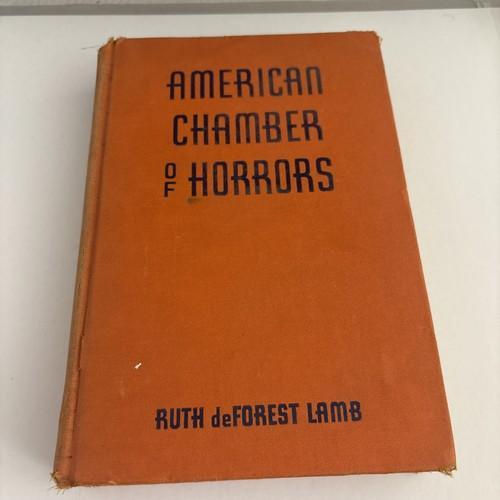 AMERICAN
CHAMBER
OF HORRORS
RUTH deFOREST LAMB